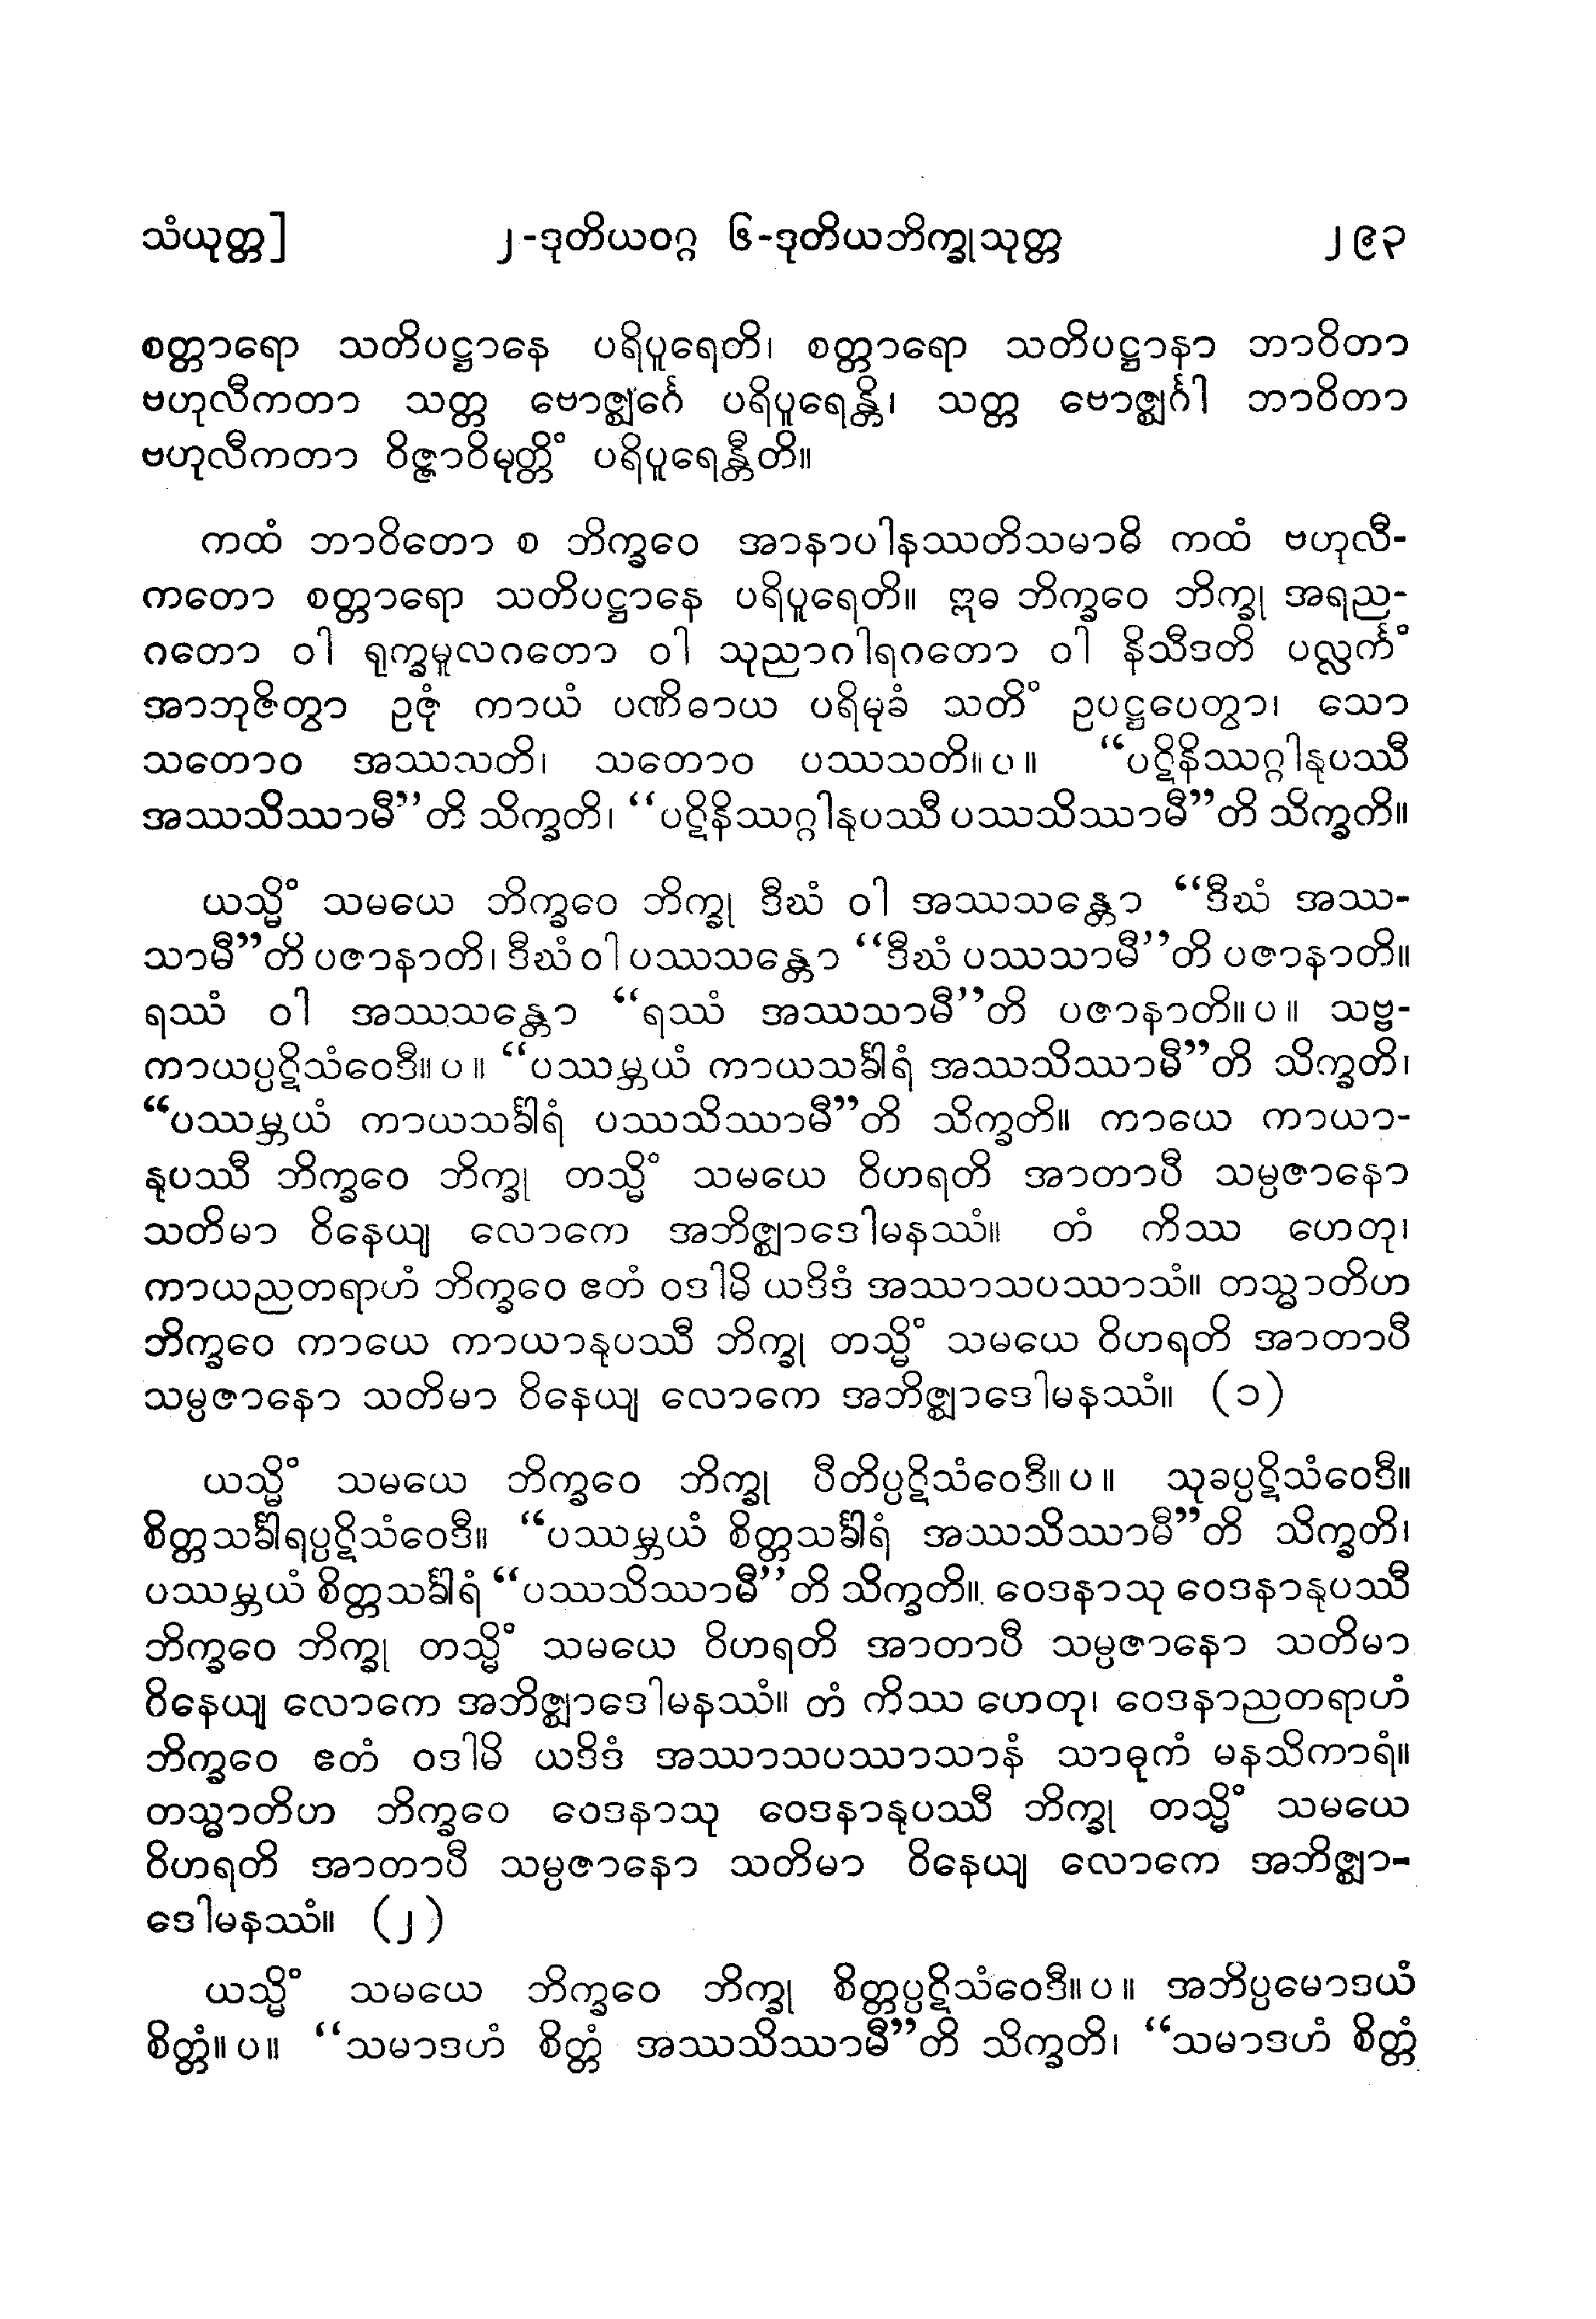 သံယုတ္တ]   ၂-ဒုတိယဝဂ္ဂ ၆-ဒုတိယဘိက္ခုသုတ္တ   ၂၉၃
စတ္တာရော သတိပဋ္ဌာနေ ပရိပူရေတိ၊ စတ္တာရော သတိပဋ္ဌာနာ ဘာဝိတာ
ဗဟုလီကတာ သတ္တ ဗောဇ္ဈင်္ဂေ ပရိပူရေန္တိ၊ သတ္တ ဗောဇ္ဈင်္ဂါ ဘာဝိတာ
ဗဟုလီကတာ ဝိဇ္ဇာဝိမုတ္တိံ ပရိပူရေန္တီတိ။
ကထံ ဘာဝိတော စ ဘိက္ခဝေ အာနာပါနဿတိသမာဓိ ကထံ ဗဟုလီ-
ကတော စတ္တာရော သတိပဋ္ဌာနေ ပရိပူရေတိ။ ဣဓ ဘိက္ခဝေ ဘိက္ခု အရည-
ဂတော ဝါ ရုက္ခမူလဂတော ဝါ သုညာဂါရဂတော ဝါ နိသီဒတိ ပလ္လင်္ကံ
အာဘုဇိတွာ ဥဇုံ ကာယံ ပဏိဓာယ ပရိမုခံ သတိံ ဥပဋ္ဌပေတွာ၊ သော
သတောဝ အဿသတိ၊ သတောဝ ပဿသတိ။ပ။ “ပဋိနိဿဂ္ဂါနုပဿီ
အဿသိဿာမီ”တိ သိက္ခတိ၊ “ပဋိနိဿဂ္ဂါနုပဿီ ပဿသိဿာမီ”တိ သိက္ခတိ။
ယသ္မိံ သမယေ ဘိက္ခဝေ ဘိက္ခု ဒီဃံ ဝါ အဿသန္တော “ဒီဃံ အဿ-
သာမီ”တိ ပဇာနာတိ၊ ဒီဃံ ဝါ ပဿသန္တော “ဒီဃံ ပဿသာမီ”တိ ပဇာနာတိ။
ရဿံ ဝါ အဿသန္တော “ရဿံ အဿသာမီ”တိ ပဇာနာတိ။ပ။ သဗ္ဗ-
ကာယပ္ပဋိသံဝေဒီ။ပ။ “ပဿမ္ဘယံ ကာယသင်္ခါရံ အဿသိဿာမီ”တိ သိက္ခတိ၊
“ပဿမ္ဘယံ ကာယသင်္ခါရံ ပဿသိဿာမီ”တိ သိက္ခတိ။ ကာယေ ကာယာ-
နုပဿီ ဘိက္ခဝေ ဘိက္ခု တသ္မိံ သမယေ ဝိဟရတိ အာတာပီ သမ္ပဇာနော
သတိမာ ဝိနေယျ လောကေ အဘိဇ္ဈာဒေါမနဿံ။ တံ ကိဿ ဟေတု၊
ကာယညတရာဟံ ဘိက္ခဝေ ဧတံ ဝဒါမိ ယဒိဒံ အဿာသပဿာသံ။ တသ္မာတိဟ
ဘိက္ခဝေ ကာယေ ကာယာနုပဿီ ဘိက္ခု တသ္မိံ သမယေ ဝိဟရတိ အာတာပီ
သမ္ပဇာနော သတိမာ ဝိနေယျ လောကေ အဘိဇ္ဈာဒေါမနဿံ။ (၁)
ယသ္မိံ သမယေ ဘိက္ခဝေ ဘိက္ခု ပီတိပ္ပဋိသံဝေဒီ။ပ။ သုခပ္ပဋိသံဝေဒီ။
စိတ္တသင်္ခါရပ္ပဋိသံဝေဒီ။ “ပဿမ္ဘယံ စိတ္တသင်္ခါရံ အဿသိဿာမီ”တိ သိက္ခတိ၊
ပဿမ္ဘယံ စိတ္တသင်္ခါရံ “ပဿသိဿာမီ”တိ သိက္ခတိ။ ဝေဒနာသု ဝေဒနာနုပဿီ
ဘိက္ခဝေ ဘိက္ခု တသ္မိံ သမယေ ဝိဟရတိ အာတာပီ သမ္ပဇာနော သတိမာ
ဝိနေယျ လောကေ အဘိဇ္ဈာဒေါမနဿံ။ တံ ကိဿ ဟေတု၊ ဝေဒနာညတရာဟံ
ဘိက္ခဝေ ဧတံ ဝဒါမိ ယဒိဒံ အဿာသပဿာသာနံ သာဓုကံ မနသိကာရံ။
တသ္မာတိဟ ဘိက္ခဝေ ဝေဒနာသု ဝေဒနာနုပဿီ ဘိက္ခု တသ္မိံ သမယေ
ဝိဟရတိ အာတာပီ သမ္ပဇာနော သတိမာ ဝိနေယျ လောကေ အဘိဇ္ဈာ-
ဒေါမနဿံ။ (၂)
ယသ္မိံ သမယေ ဘိက္ခဝေ ဘိက္ခု စိတ္တပ္ပဋိသံဝေဒီ။ပ။ အဘိပ္ပမောဒယံ
စိတ္တံ။ပ။ “သမာဒဟံ စိတ္တံ အဿသိဿာမီ”တိ သိက္ခတိ၊ “သမာဒဟံ စိတ္တံ